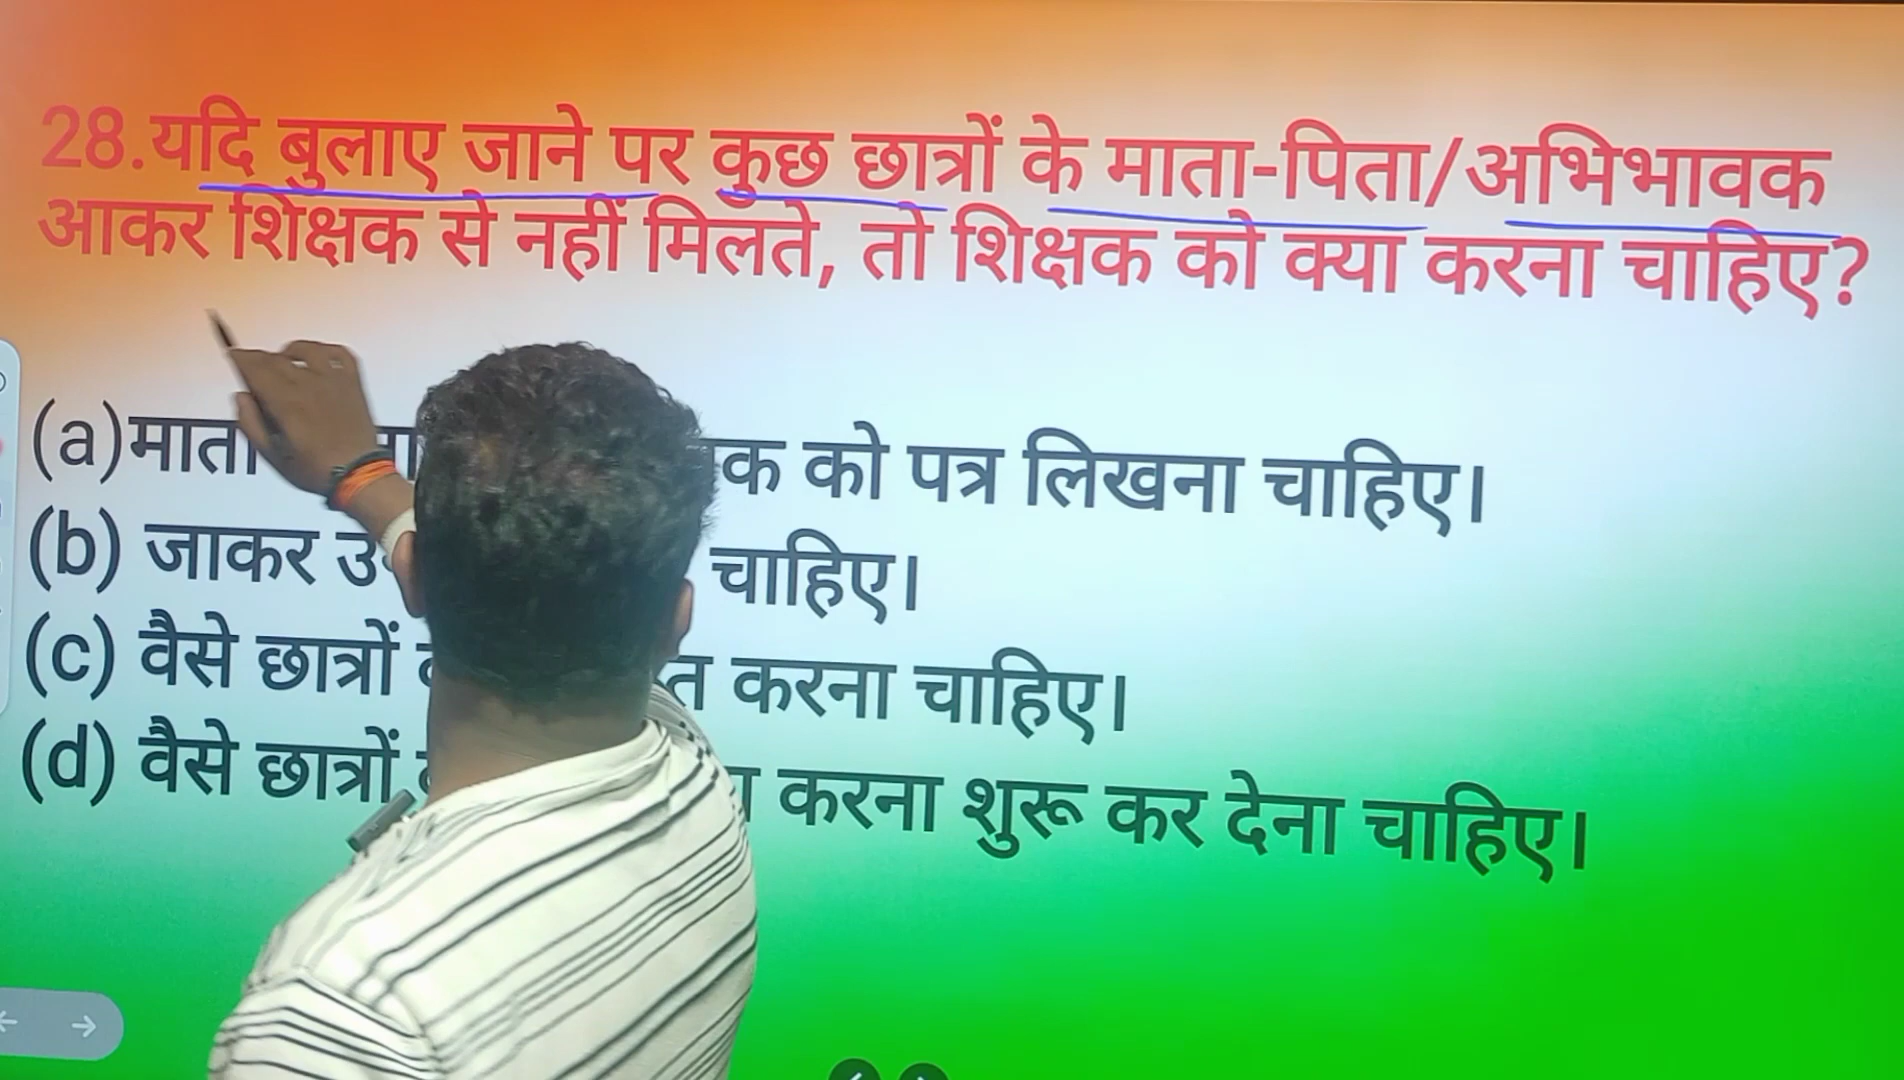 28.यदि बुलाए जाने पर कुछ छात्रों के माता-पिता/अभिभावक
आकर शिक्षक से नहीं मिलते, तो शिक्षक को क्या करना चाहिए?
(a) को पत्र लिखना चाहिए।
(b) जाकर चाहिए।
(c) वैसे छात्रों करना चाहिए।
(d) वैसे छात्रों करना शुरू कर देना चाहिए।